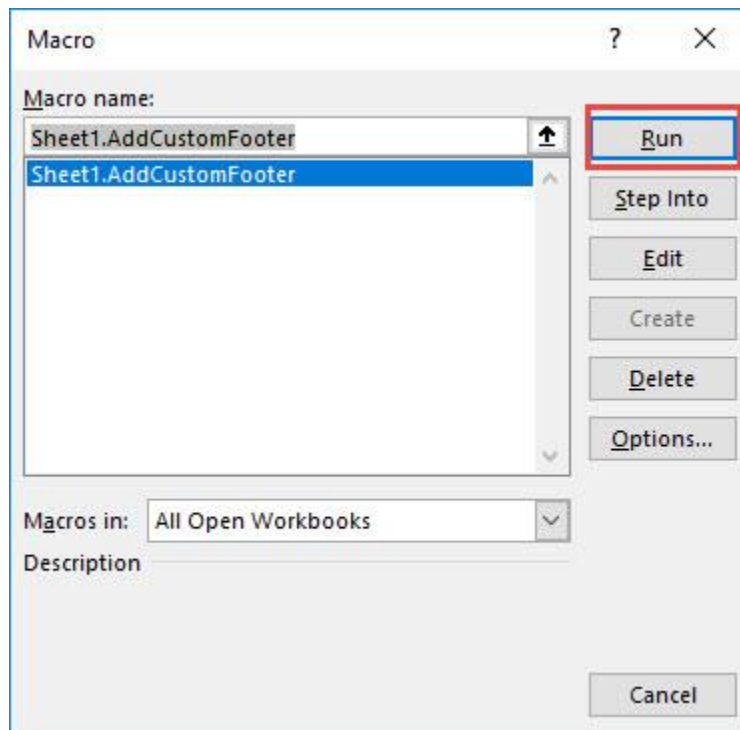 Macro
?
Macro name:
Sheet1.AddCustomFooter
Run
Sheet1.AddCustomFooter
Step Into
Edit
Create
Delete
Options...
Macros in: All Open Workbooks
Description
Cancel